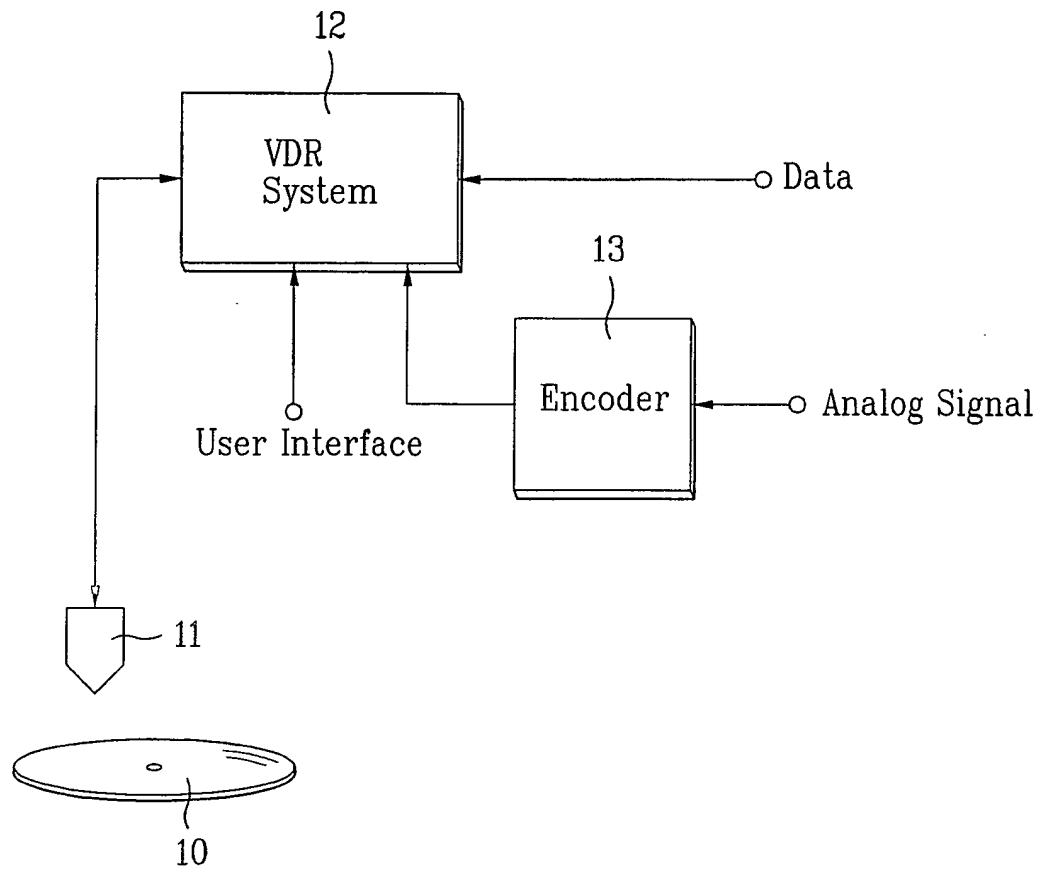 12
VDR
System
Data
13
Encoder
Analog Signal
User Interface
11
10